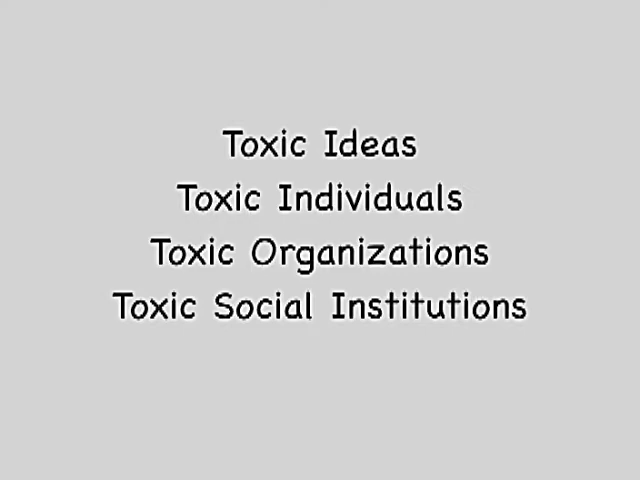 Toxic Ideas
Toxic Individuals
Toxic Organizations
Toxic Social Institutions